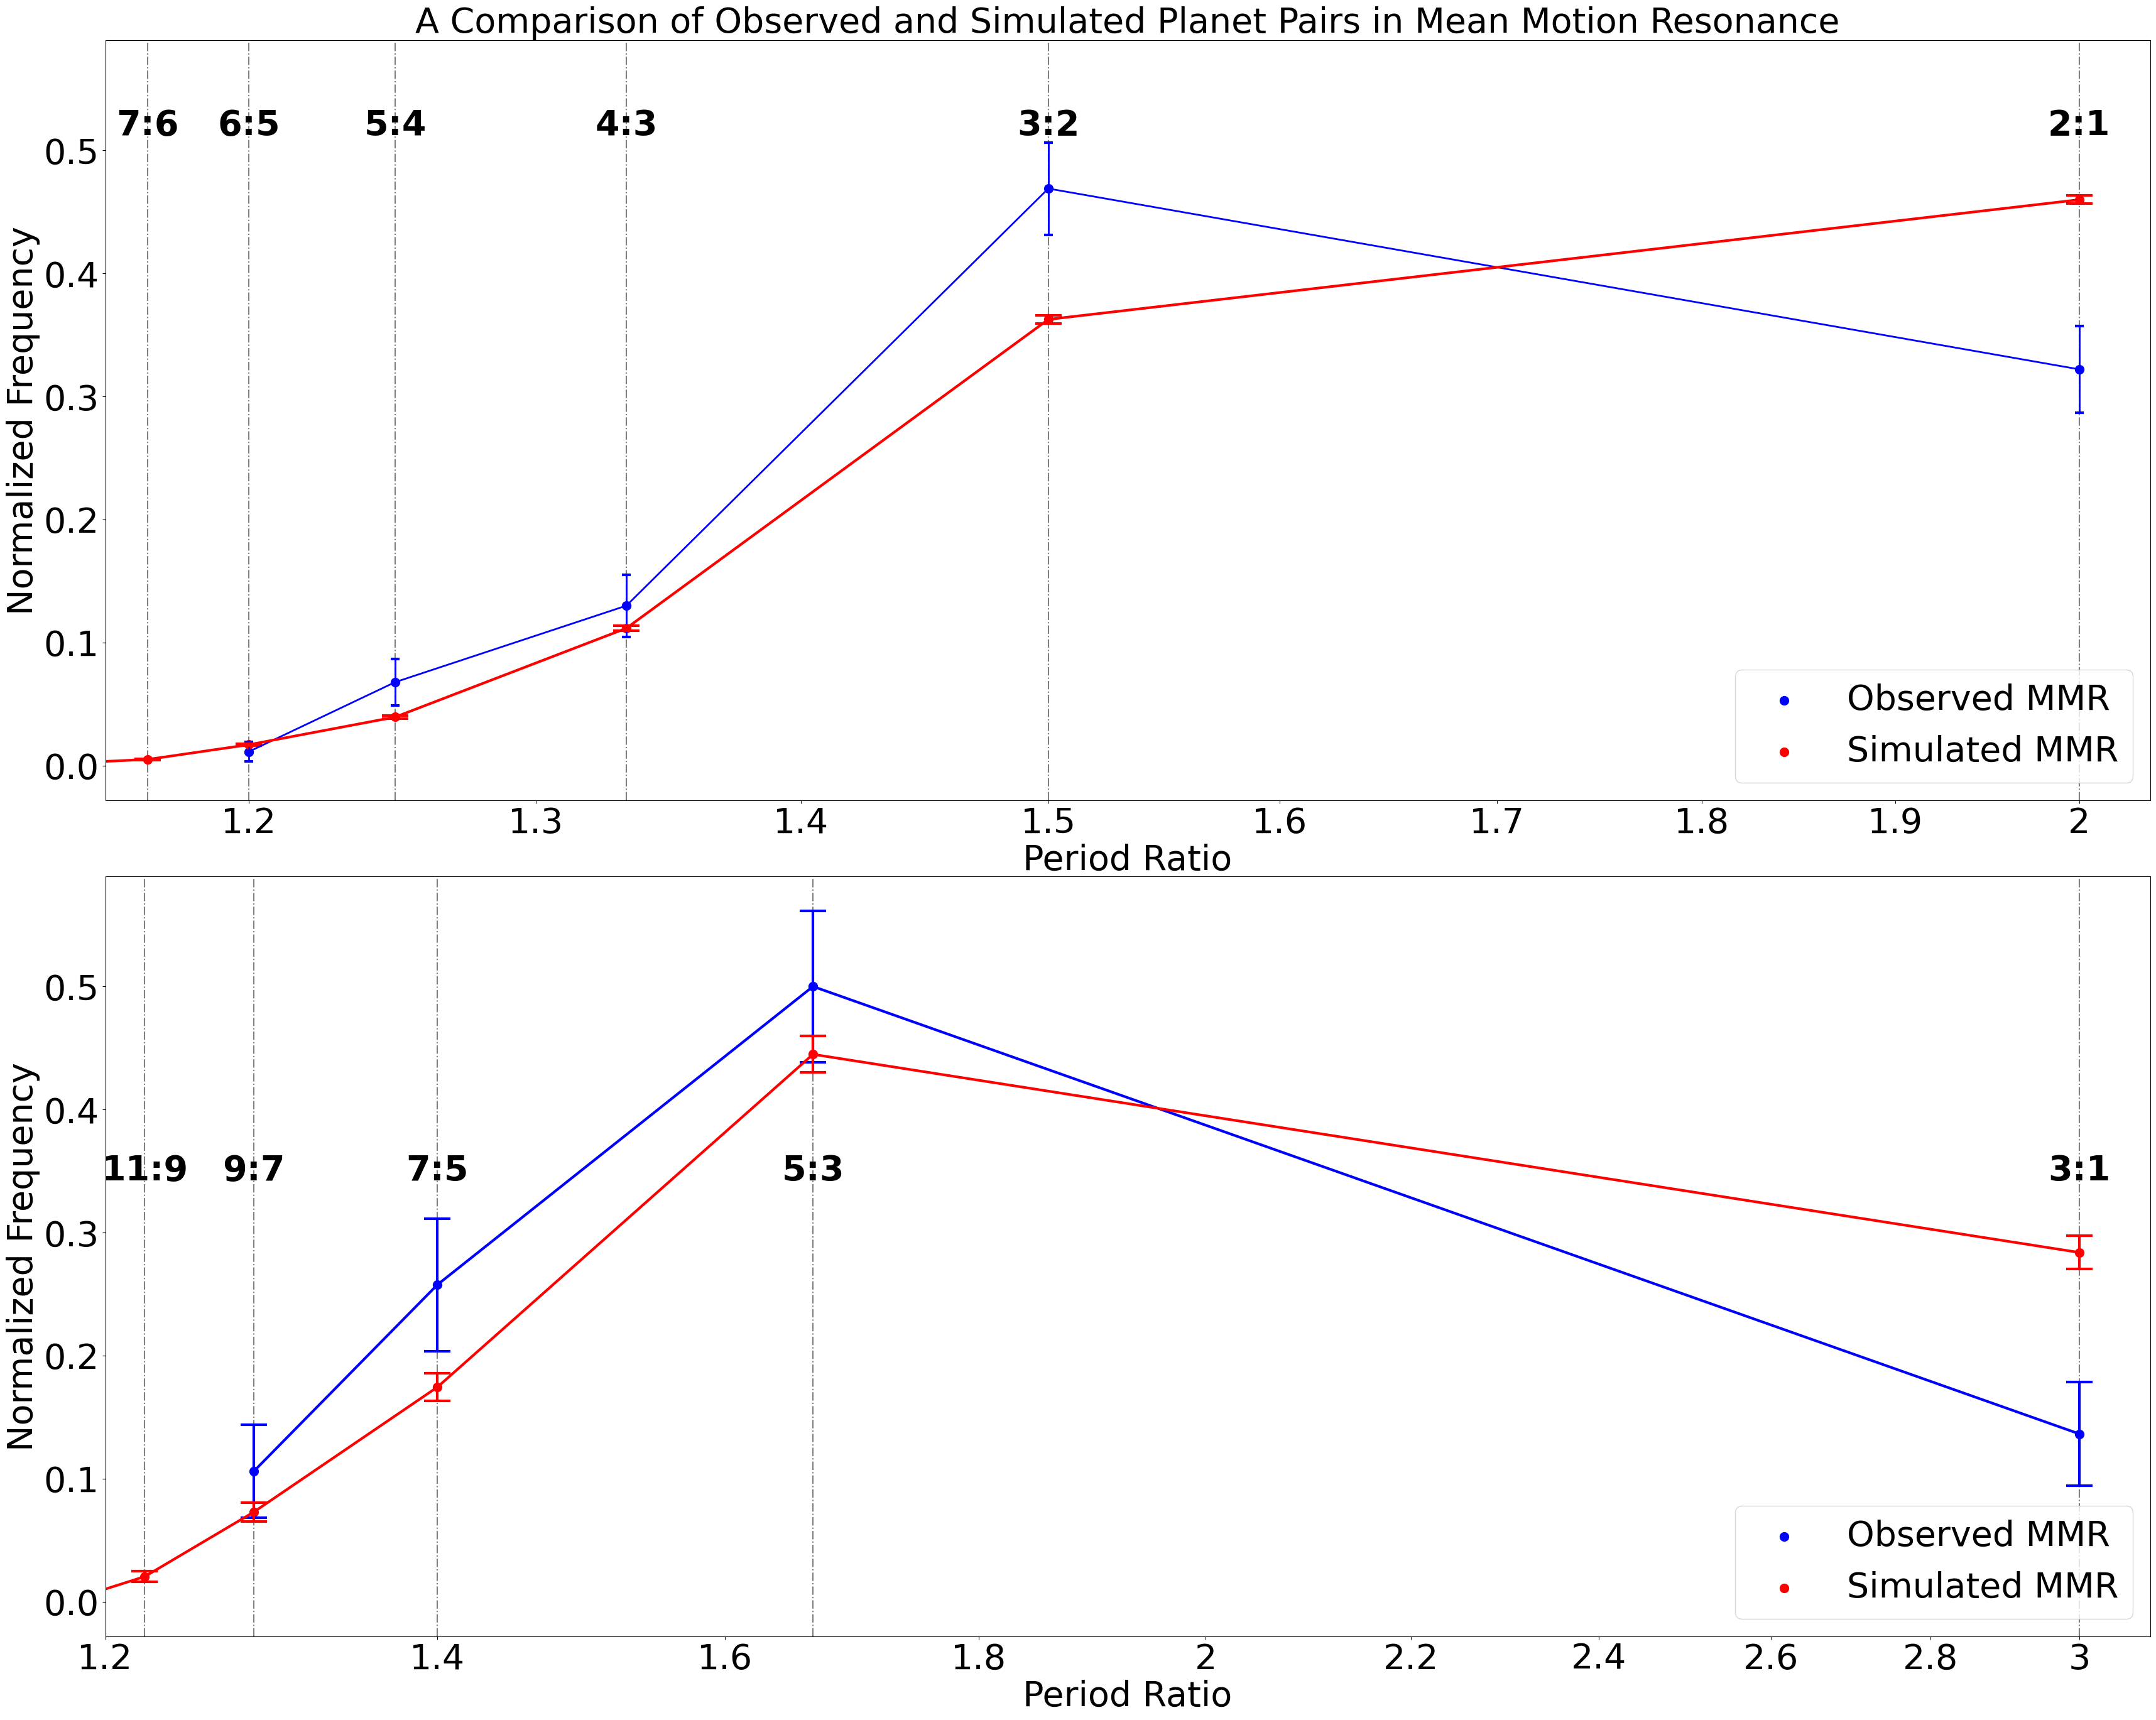 A Comparison of Observed and Simulated Planet Pairs in Mean Motion Resonance
7:6 6:5 5:4 4:3 3:2 2:1
0.5
0.4
0.3
0.2
0.1
0.0
Normalized Frequency
Observed MMR
Simulated MMR
1.2 1.3 1.4 1.5 1.6 1.7 1.8 1.9 2
Period Ratio
0.5
0.4
11:9 9:7 7:5 5:3 3:1
0.3
0.2
0.1
0.0
Normalized Frequency
Observed MMR
Simulated MMR
1.2 1.4 1.6 1.8 2 2.2 2.4 2.6 2.8 3
Period Ratio